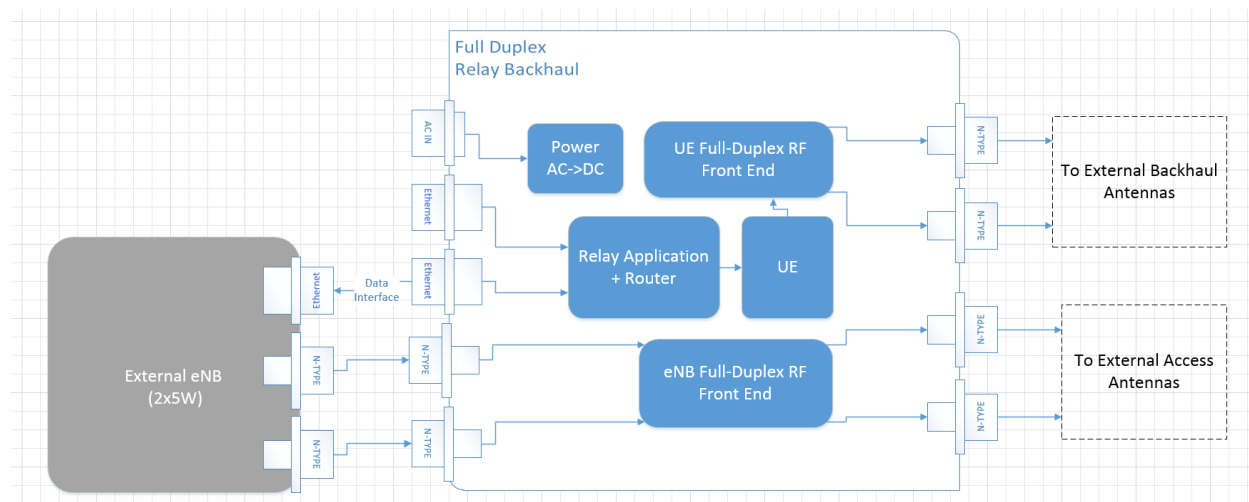 Full Duplex
Relay Backhaul
AC IN
Power
AC->DC
UE Full-Duplex RF
Front End
N-TYPE
To External Backhaul
Antennas
N-TYPE
Ethernet
Relay Application
+ Router
UE
Ethernet
Data
Interface
Ethernet
External eNB
(2x5W)
N-TYPE
N-TYPE
eNB Full-Duplex RF
Front End
N-TYPE
To External Access
Antennas
N-TYPE
N-TYPE
N-TYPE